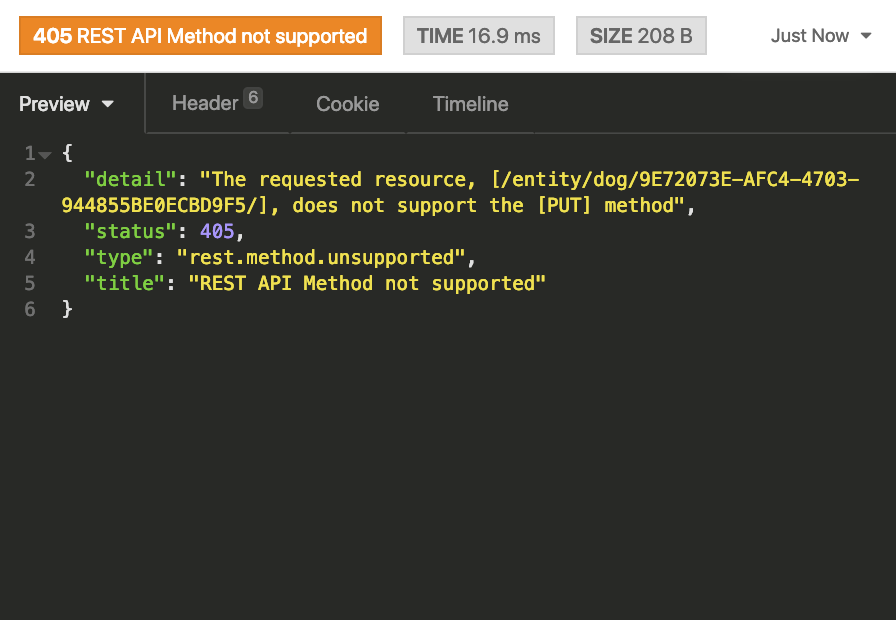 405 REST API Method not supported TIME 16.9 ms SIZE 208 B Just Now
Preview Header 6 Cookie Timeline
1 {
2 "detail": "The requested resource, [/entity/dog/9E72073E-AFC4-4703-
944855BE0ECBD9F5/], does not support the [PUT] method",
3 "status": 405,
4 "type": "rest.method.unsupported",
5 "title": "REST API Method not supported"
6 }